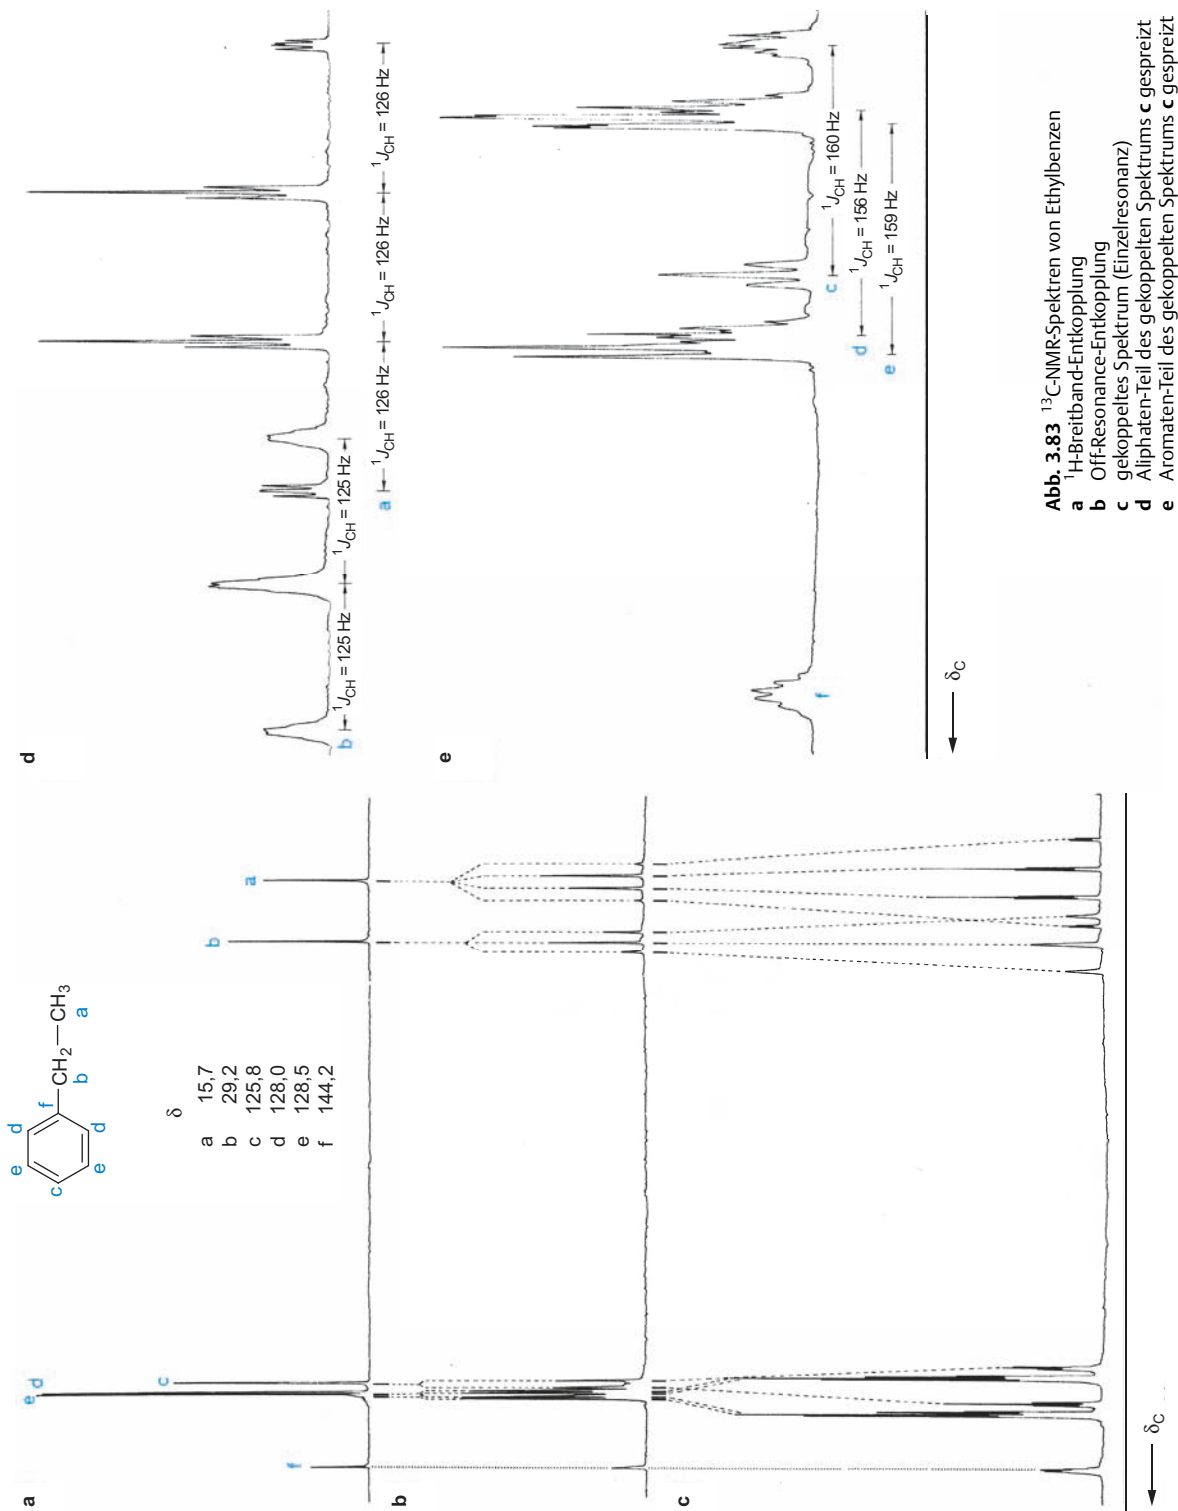 a
e
d
c
f
b
a
d
f
CH₂—CH₃
e
d
b
a
e
c
δ
a 15,7
b 29,2
c 125,8
d 128,0
e 128,5
f 144,2
b
c
δC
d
¹JCH = 125 Hz
¹JCH = 125 Hz
b
¹JCH = 126 Hz
¹JCH = 126 Hz
¹JCH = 126 Hz
a
e
f
c
¹JCH = 160 Hz
d
¹JCH = 156 Hz
e
¹JCH = 159 Hz
δC
Abb. 3.83 ¹³C-NMR-Spektren von Ethylbenzen
a ¹H-Breitband-Entkopplung
b Off-Resonance-Entkopplung
c gekoppeltes Spektrum (Einzelresonanz)
d Aliphaten-Teil des gekoppelten Spektrums c gespreizt
e Aromaten-Teil des gekoppelten Spektrums c gespreizt